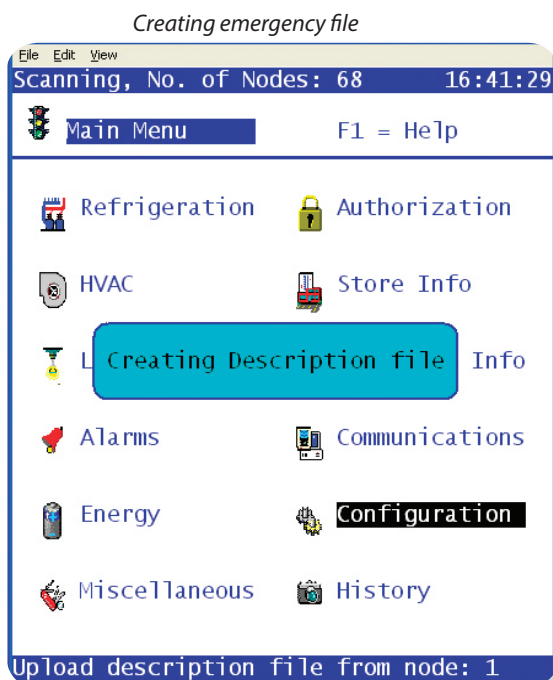 Creating emergency file
File Edit View
Scanning, No. of Nodes: 68 16:41:29
Main Menu F1 = Help
Refrigeration Authorization
HVAC Store Info
L Creating Description file Info
Alarms Communications
Energy Configuration
Miscellaneous History
Upload description file from node: 1